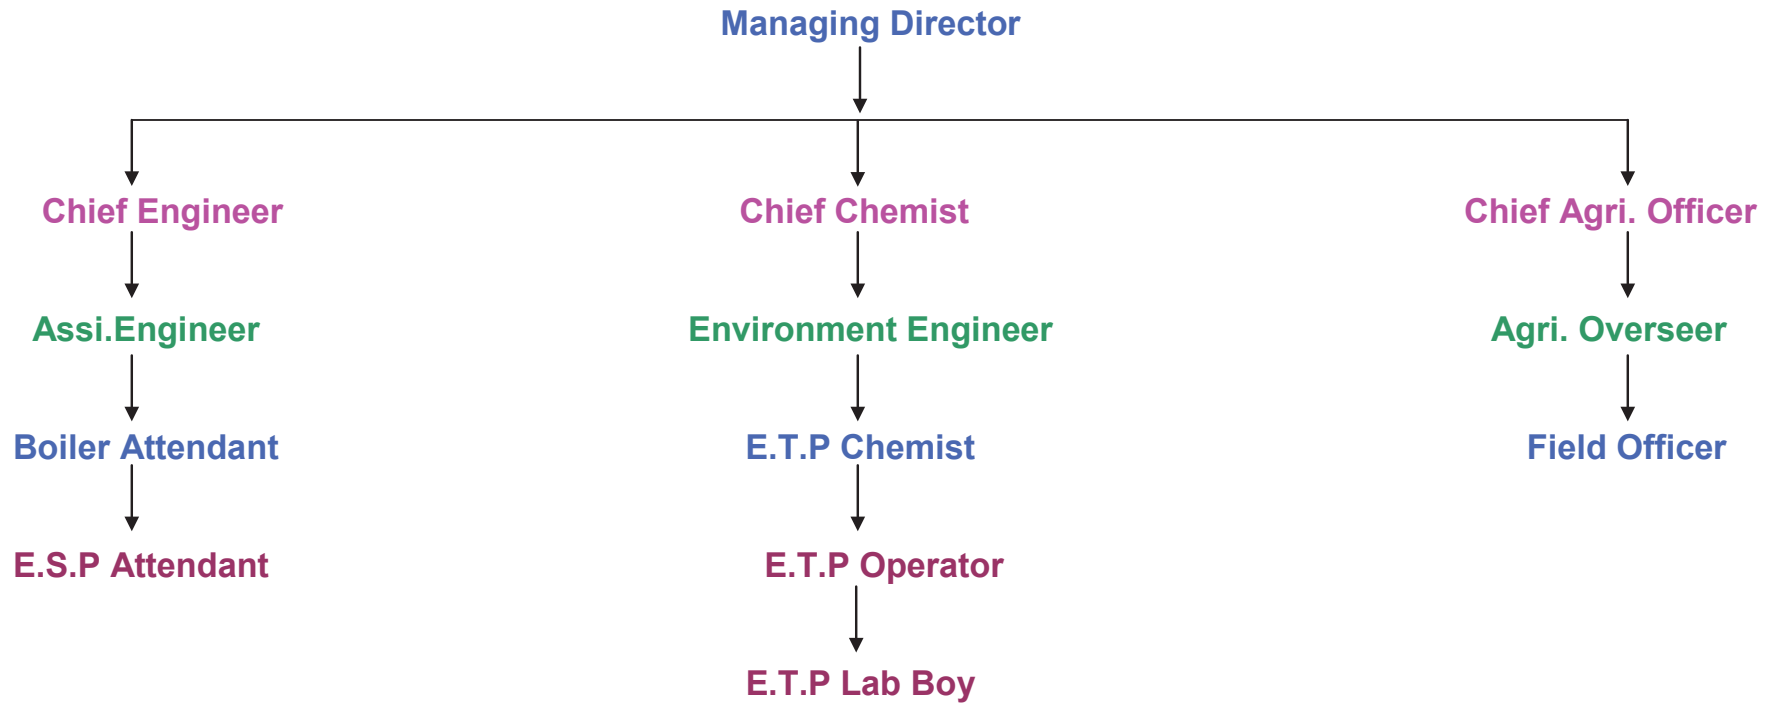 Managing Director
Chief Engineer
Chief Chemist
Chief Agri. Officer
Assi.Engineer
Environment Engineer
Agri. Overseer
Boiler Attendant
E.T.P Chemist
Field Officer
E.S.P Attendant
E.T.P Operator
E.T.P Lab Boy